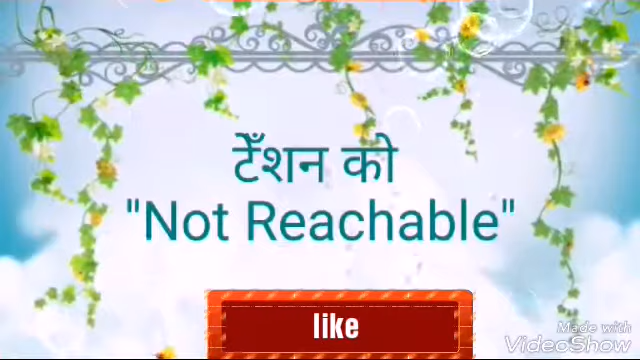 टेँशन को
"Not Reachable"
like
Made with
VideoShow